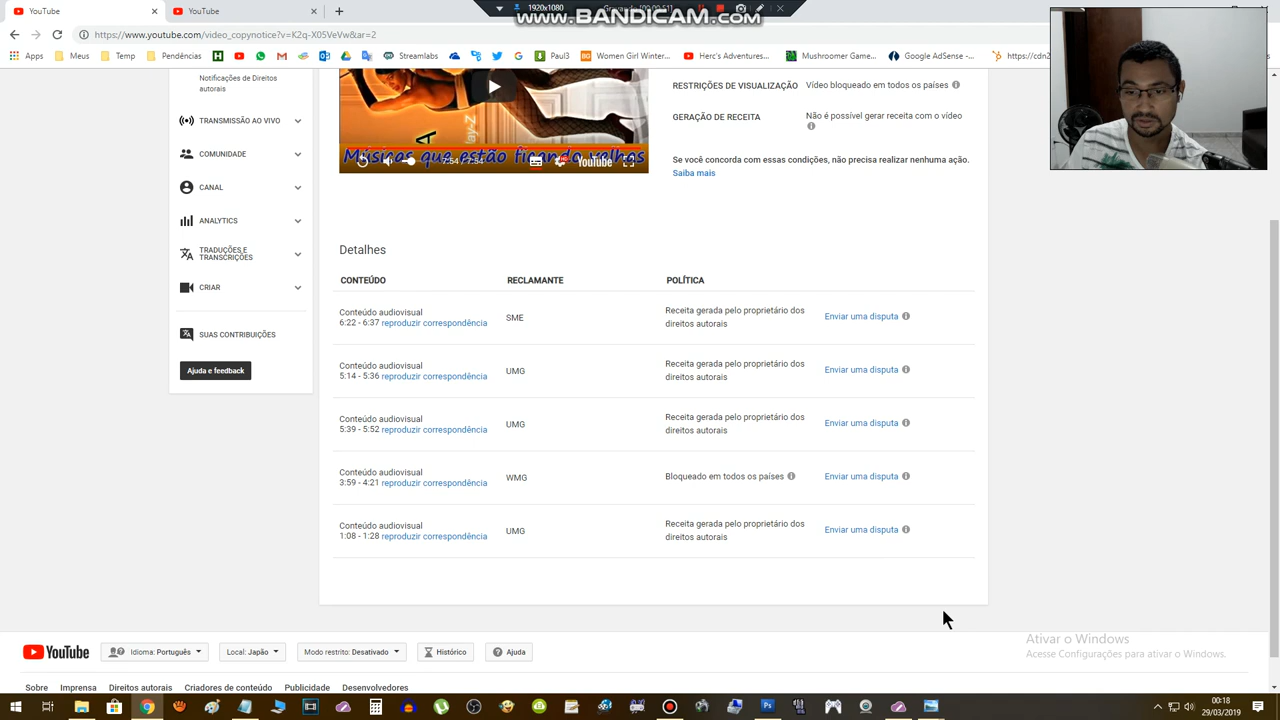 YouTube
YouTube
1920x1080
Gravando [00:00:51]
www.BANDICAM.com
https://www.youtube.com/video_copynotice?v=K2q-X05VeVw&ar=2
Apps
Meus
Temp
Pendências
Streamlabs
Paul3
Women Girl Winter...
Herc's Adventures...
Mushroomer Gaman...
Google AdSense -...
https://cdn2
Notificações de Direitos
autorais
TRANSMISSÃO AO VIVO
COMUNIDADE
CANAL
ANALYTICS
TRADUÇÕES E
TRANSCRIÇÕES
CRIAR
SUAS CONTRIBUIÇÕES
Ajuda e feedback
Jay-Z
Músicas que estão ficando velhas
YouTube
RESTRIÇÕES DE VISUALIZAÇÃO
Vídeo bloqueado em todos os países
GERAÇÃO DE RECEITA
Não é possível gerar receita com o vídeo
Se você concorda com essas condições, não precisa realizar nenhuma ação.
Saiba mais
Detalhes
CONTEÚDO RECLAMANTE POLÍTICA
Conteúdo audiovisual
6:22 - 6:37 reproduzir correspondência
SME
Receita gerada pelo proprietário dos
direitos autorais
Enviar uma disputa
Conteúdo audiovisual
5:14 - 5:36 reproduzir correspondência
UMG
Receita gerada pelo proprietário dos
direitos autorais
Enviar uma disputa
Conteúdo audiovisual
5:39 - 5:52 reproduzir correspondência
UMG
Receita gerada pelo proprietário dos
direitos autorais
Enviar uma disputa
Conteúdo audiovisual
3:59 - 4:21 reproduzir correspondência
WMG
Bloqueado em todos os países
Enviar uma disputa
Conteúdo audiovisual
1:08 - 1:28 reproduzir correspondência
UMG
Receita gerada pelo proprietário dos
direitos autorais
Enviar uma disputa
Ativar o Windows
Acesse Configurações para ativar o Windows.
YouTube
Idioma: Português
Local: Japão
Modo restrito: Desativado
Histórico
Ajuda
Sobre Imprensa Direitos autorais Criadores de conteúdo Publicidade Desenvolvedores
00:18
29/03/2019